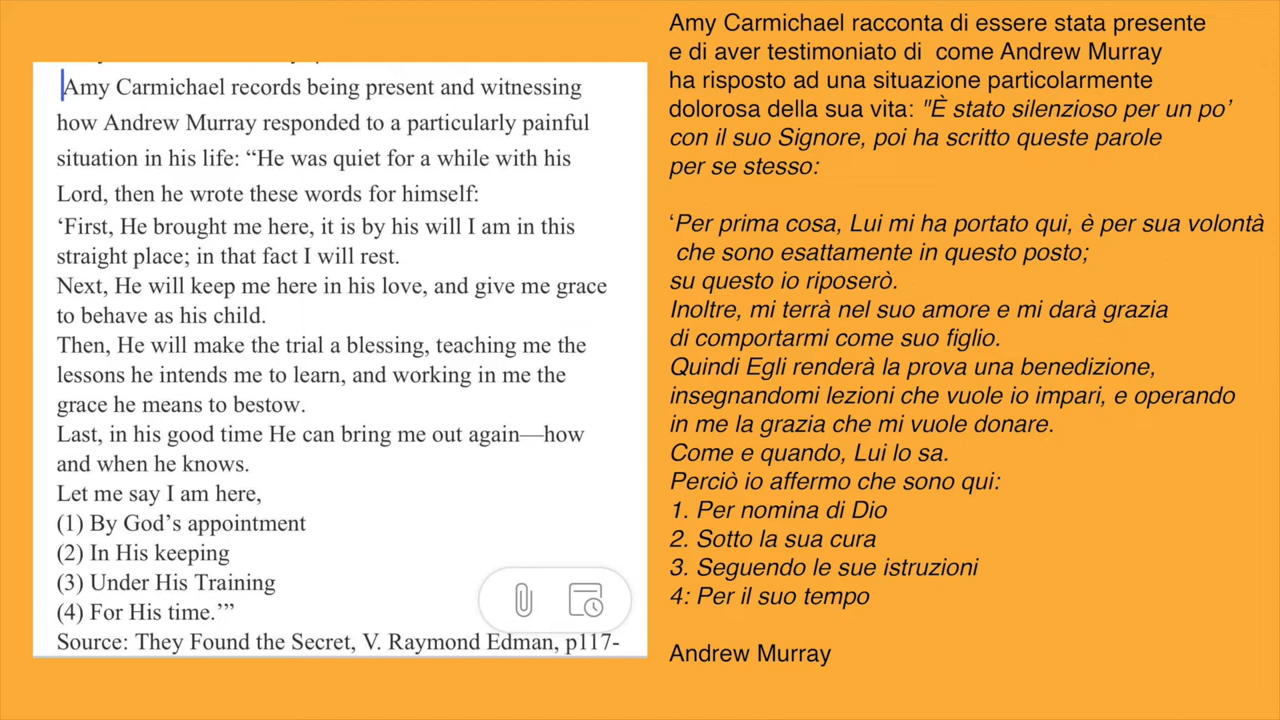 Amy Carmichael records being present and witnessing
how Andrew Murray responded to a particularly painful
situation in his life: “He was quiet for a while with his
Lord, then he wrote these words for himself:
‘First, He brought me here, it is by his will I am in this
straight place; in that fact I will rest.
Next, He will keep me here in his love, and give me grace
to behave as his child.
Then, He will make the trial a blessing, teaching me the
lessons he intends me to learn, and working in me the
grace he means to bestow.
Last, in his good time He can bring me out again—how
and when he knows.
Let me say I am here,
(1) By God’s appointment
(2) In His keeping
(3) Under His Training
(4) For His time.’”
Source: They Found the Secret, V. Raymond Edman, p117-
Amy Carmichael racconta di essere stata presente
e di aver testimoniato di  come Andrew Murray
ha risposto ad una situazione particolarmente
dolorosa della sua vita: "È stato silenzioso per un po’
con il suo Signore, poi ha scritto queste parole
per se stesso:
‘Per prima cosa, Lui mi ha portato qui, è per sua volontà
che sono esattamente in questo posto;
su questo io riposerò.
Inoltre, mi terrà nel suo amore e mi darà grazia
di comportarmi come suo figlio.
Quindi Egli renderà la prova una benedizione,
insegnandomi lezioni che vuole io impari, e operando
in me la grazia che mi vuole donare.
Come e quando, Lui lo sa.
Perciò io affermo che sono qui:
1. Per nomina di Dio
2. Sotto la sua cura
3. Seguendo le sue istruzioni
4: Per il suo tempo
Andrew Murray